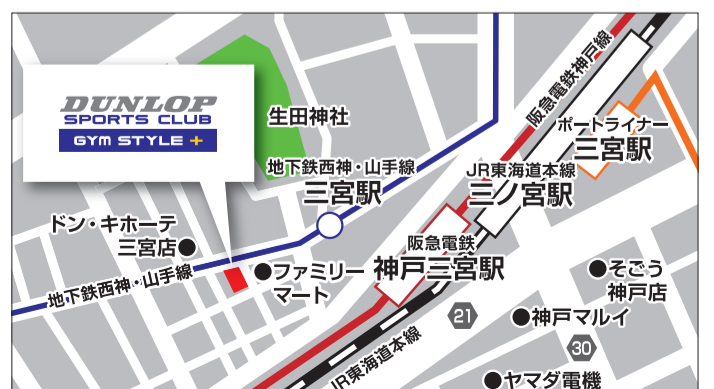 DUNLOP
SPORTS CLUB
GYM STYLE +
生田神社
阪急電鉄神戸線
ポートライナー
三宮駅
地下鉄西神・山手線
三宮駅
JR東海道本線
三ノ宮駅
ドン・キホーテ
三宮店
阪急電鉄
神戸三宮駅
地下鉄西神・山手線
ファミリー
マート
そごう
神戸店
21
神戸マルイ
30
JR東海道本線
ヤマダ電機